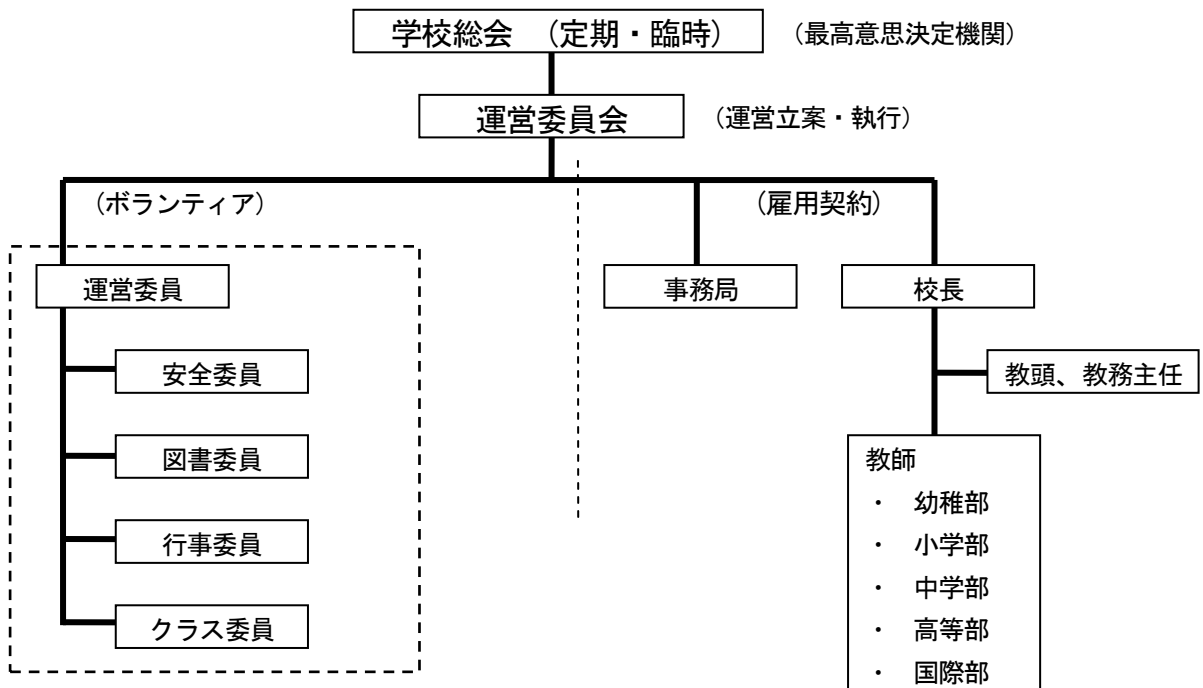 学校総会 （定期・臨時） （最高意思決定機関）
運営委員会 （運営立案・執行）
（ボランティア） （雇用契約）
運営委員 事務局 校長
安全委員
教頭、教務主任
図書委員
教師
・ 幼稚部
・ 小学部
行事委員
・ 中学部
・ 高等部
クラス委員
・ 国際部